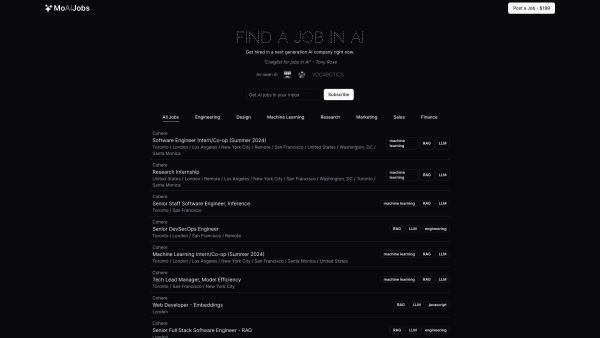 MoAiJobs
Post a Job - $199
FIND A JOB IN AI
Get hired in a next generation AI company right now.
"Craiglist for jobs in AI" - Tony Rose
As seen in
VOCABOTICS
Get AI jobs in your inbox
Subscribe
All Jobs Engineering Design Machine Learning Research Marketing Sales Finance
Cohere
Software Engineer Intern/Co-op (Summer 2024)
Toronto / London / Los Angeles / New York City / Remote / San Francisco / United States / Washington, DC /
Santa Monica
machine
learning
RAG LLM
Cohere
Research Internship
United States / London / Remote / Los Angeles / New York City / San Francisco / Washington, DC / Toronto /
Santa Monica
machine
learning
RAG LLM
Cohere
Senior Staff Software Engineer, Inference
Toronto / San Francisco
machine learning RAG LLM
Cohere
Senior DevSecOps Engineer
Toronto / London / San Francisco / Remote
RAG LLM engineering
Cohere
Machine Learning Intern/Co-op (Summer 2024)
Toronto / London / Los Angeles / New York City / Remote / San Francisco / Santa Monica / United States
machine learning RAG LLM
Cohere
Tech Lead Manager, Model Efficiency
Toronto / San Francisco / New York City
machine learning RAG LLM
Cohere
Web Developer - Embeddings
London
RAG LLM javascript
Cohere
Senior Full Stack Software Engineer - RAG
London
RAG LLM engineering